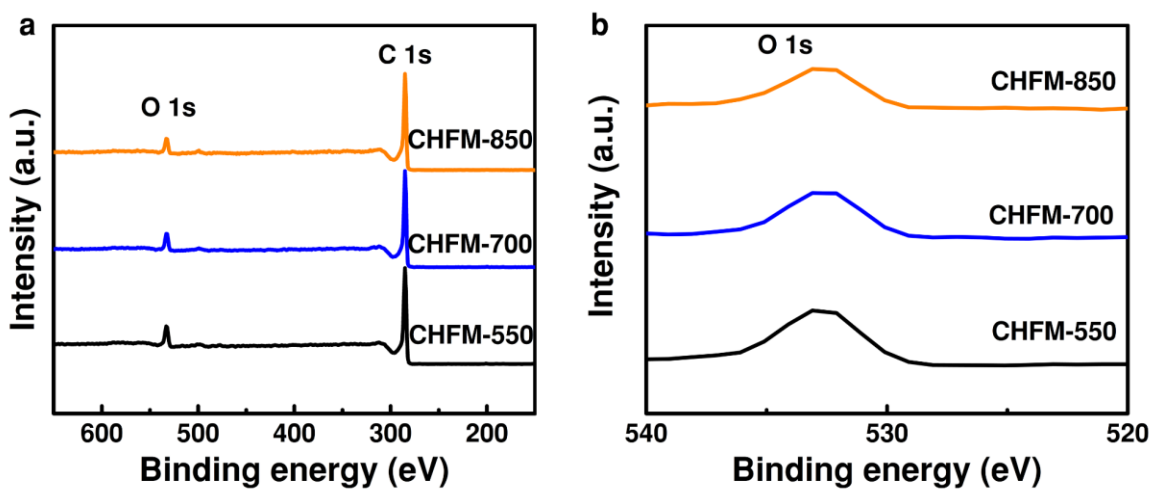 a
O 1s
C 1s
CHFM-850
CHFM-700
CHFM-550
Intensity (a.u.)
600 500 400 300 200
Binding energy (eV)
b
O 1s
CHFM-850
CHFM-700
CHFM-550
Intensity (a.u.)
540 530 520
Binding energy (eV)